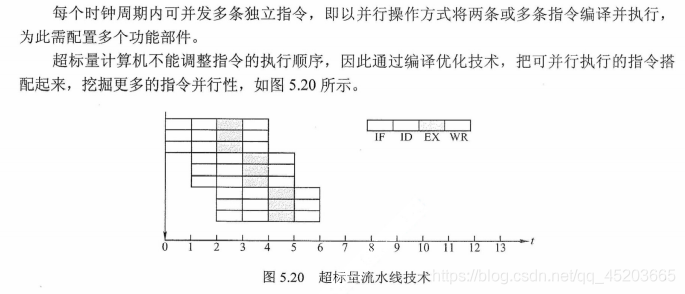 每个时钟周期内可并发多条独立指令，即以并行操作方式将两条或多条指令编译并执行，
为此需配置多个功能部件。
超标量计算机不能调整指令的执行顺序，因此通过编译优化技术，把可并行执行的指令搭
配起来，挖掘更多的指令并行性，如图 5.20 所示。
IF ID EX WR
0 1 2 3 4 5 6 7 8 9 10 11 12 13 t
图 5.20 超标量流水线技术
https://blog.csdn.net/qq_45203665